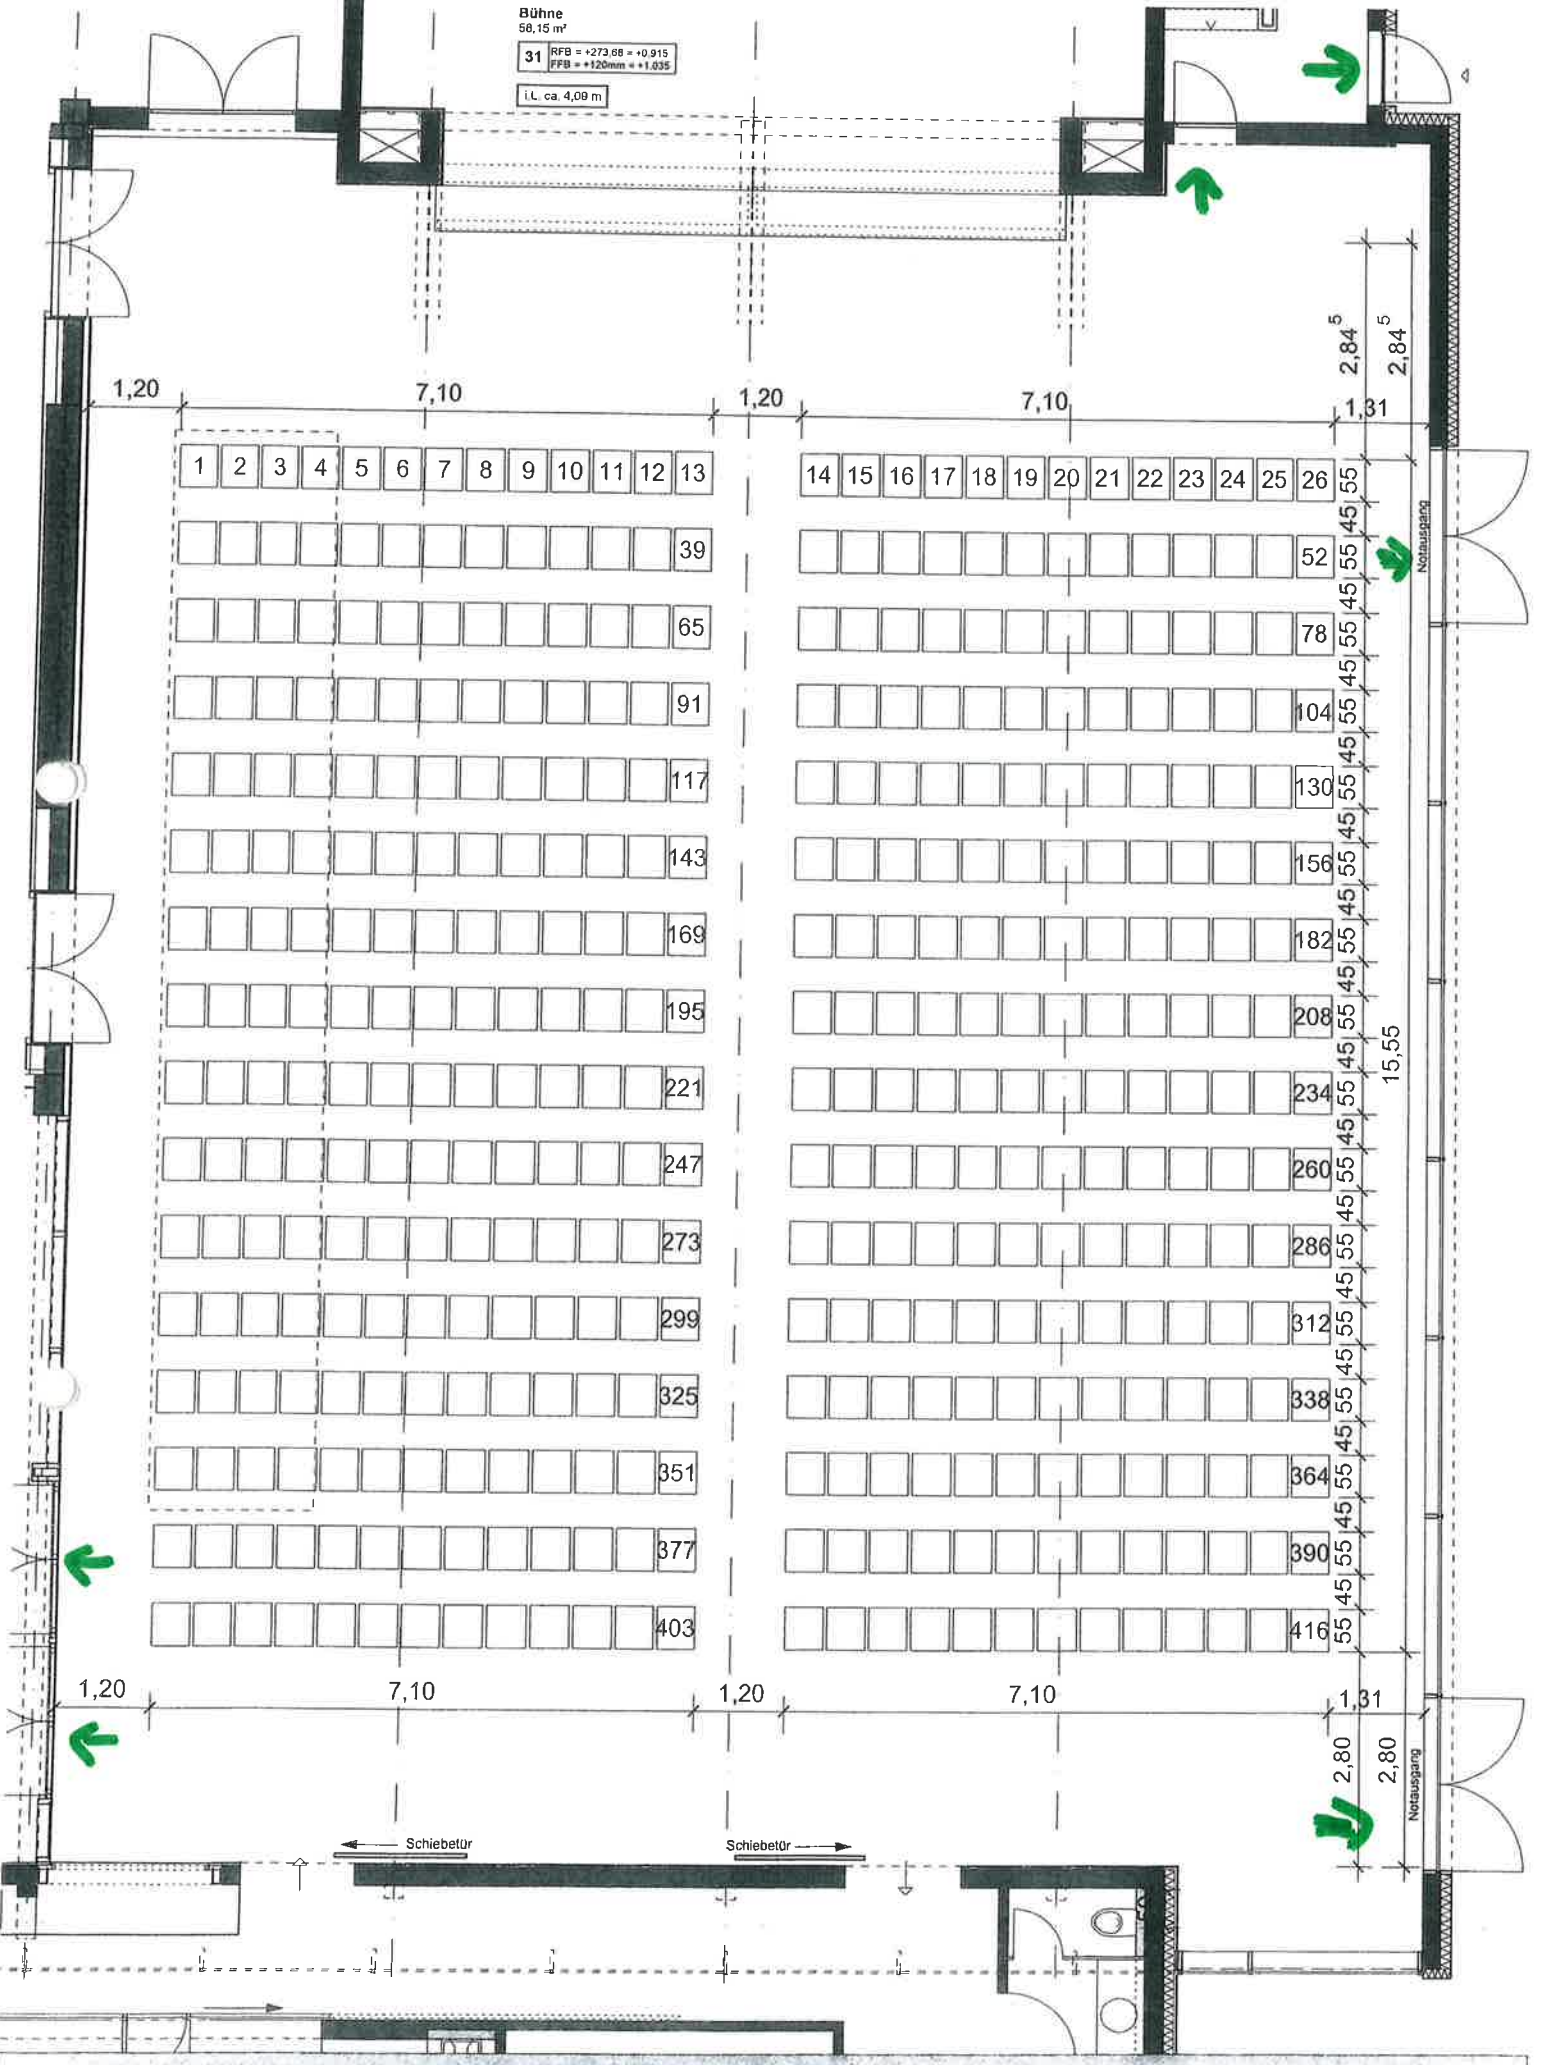 Bühne
58,15 m²
31 RFB = +273,68 = +0.915
FFB = +120mm = +1.035
i.L. ca. 4,09 m
2,84⁵ 2,84⁵
1,20 7,10 1,20 7,10 1,31
1 2 3 4 5 6 7 8 9 10 11 12 13 14 15 16 17 18 19 20 21 22 23 24 25 26 55
45
39 52 55 Notausgang
45
65 78 55
45
91 104 55
45
117 130 55
45
143 156 55
45
169 182 55
45
195 208 55
45 15,55
221 234 55
45
247 260 55
45
273 286 55
45
299 312 55
45
325 338 55
45
351 364 55
45
377 390 55
45
403 416 55
1,20 7,10 1,20 7,10 1,31
2,80 2,80 Notausgang
Schiebetür Schiebetür